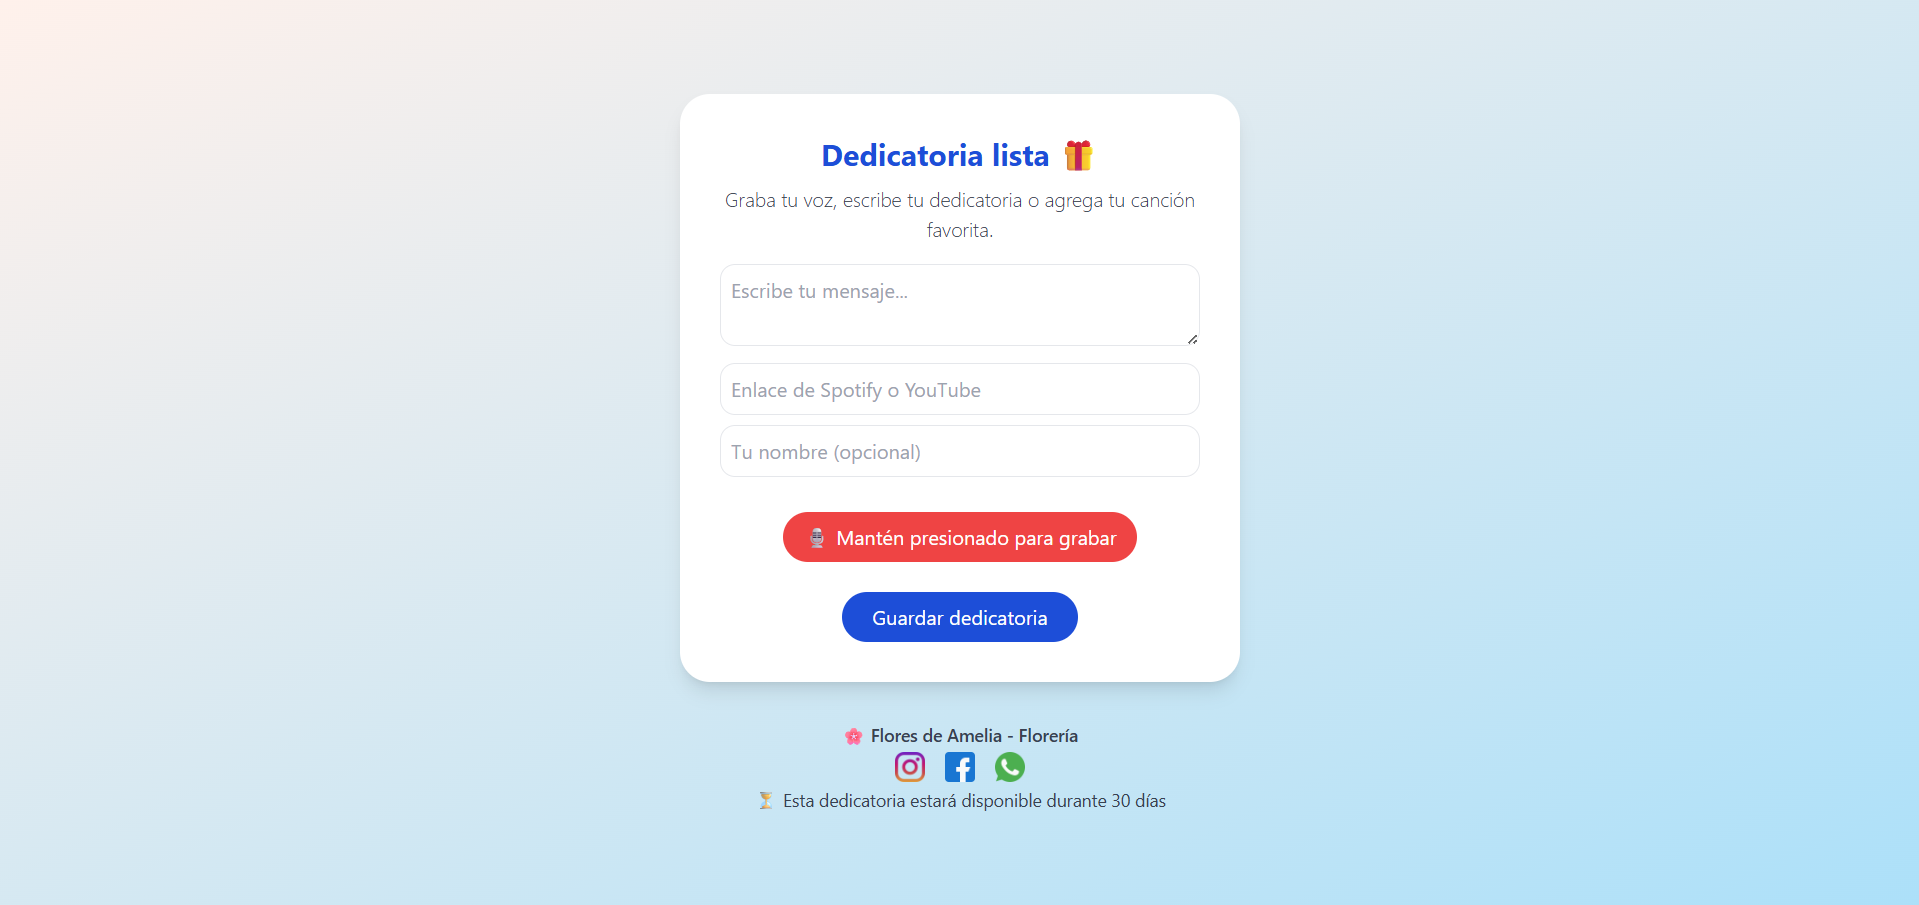 Dedicatoria lista 🎁
Graba tu voz, escribe tu dedicatoria o agrega tu canción
favorita.
Escribe tu mensaje...
Enlace de Spotify o YouTube
Tu nombre (opcional)
🎙️ Mantén presionado para grabar
Guardar dedicatoria
🌸 Flores de Amelia - Florería
⏳ Esta dedicatoria estará disponible durante 30 días